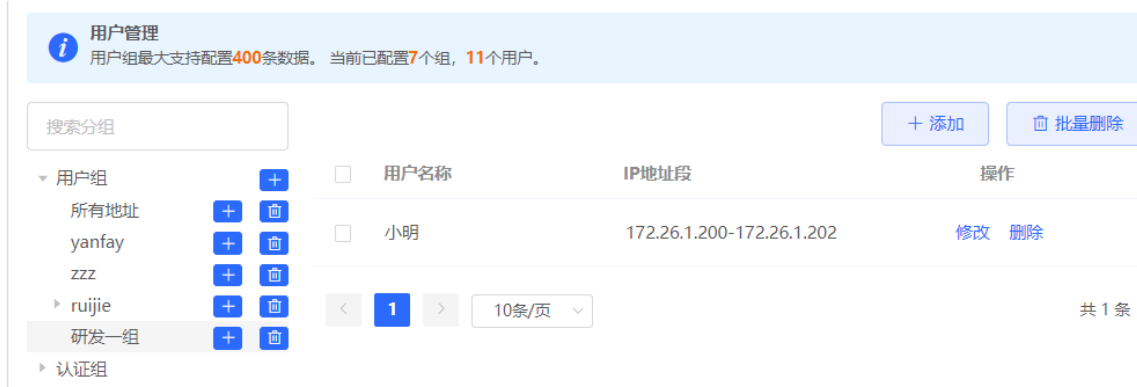 用户管理
用户组最大支持配置400条数据。 当前已配置7个组，11个用户。
搜索分组
+ 添加
批量删除
用户组
所有地址
yanfay
zzz
ruijie
研发一组
认证组
用户名称 IP地址段 操作
小明 172.26.1.200-172.26.1.202 修改 删除
< 1 > 10条/页 共 1 条